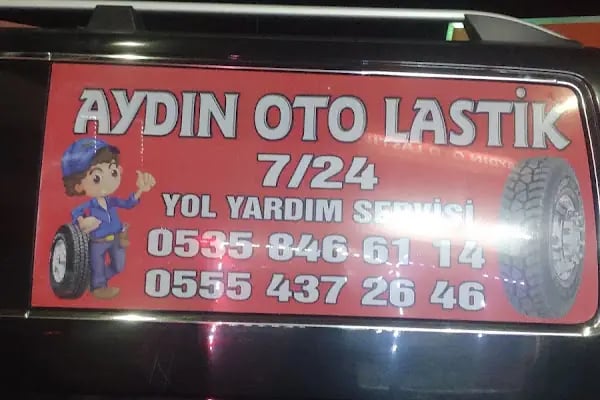 AYDIN OTO LASTİK
7/24
YOL YARDIM SERVİSİ
0535 846 61 14
0555 437 26 46